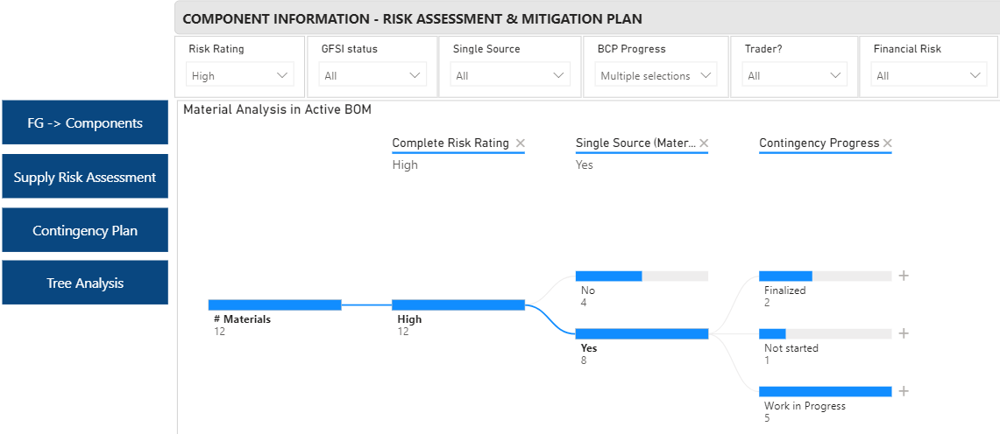 COMPONENT INFORMATION - RISK ASSESSMENT & MITIGATION PLAN
Risk Rating
High
GFSI status
All
Single Source
All
BCP Progress
Multiple selections
Trader?
All
Financial Risk
All
FG -> Components
Supply Risk Assessment
Contingency Plan
Tree Analysis
Material Analysis in Active BOM
Complete Risk Rating
High
Single Source (Mater...
Yes
Contingency Progress
# Materials
12
High
12
No
4
Yes
8
Finalized
2
Not started
1
Work in Progress
5